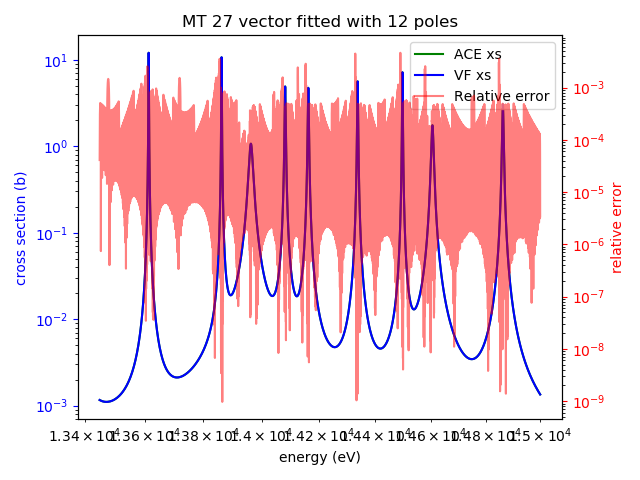 MT 27 vector fitted with 12 poles
ACE xs
VF xs
Relative error
10¹
10⁰
10⁻¹
10⁻²
10⁻³
cross section (b)
10⁻³
10⁻⁴
10⁻⁵
10⁻⁶
10⁻⁷
10⁻⁸
10⁻⁹
relative error
1.34 × 10⁴ 1.36 × 10⁴ 1.38 × 10⁴ 1.4 × 10⁴ 1.42 × 10⁴ 1.44 × 10⁴ 1.46 × 10⁴ 1.48 × 10⁴ 1.5 × 10⁴
energy (eV)